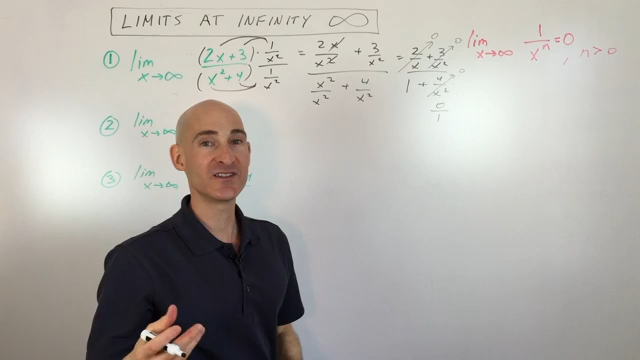 LIMITS AT INFINITY ∞
① lim x→∞ (2x+3)/(x²+4) · (1/x²)/(1/x²) = (2x/x² + 3/x²)/(x²/x² + 4/x²) = (2/x + 3/x²)/(1 + 4/x²)
0 0 0
0/1
lim x→∞ 1/xⁿ = 0, n > 0
② lim x→∞
③ lim x→∞